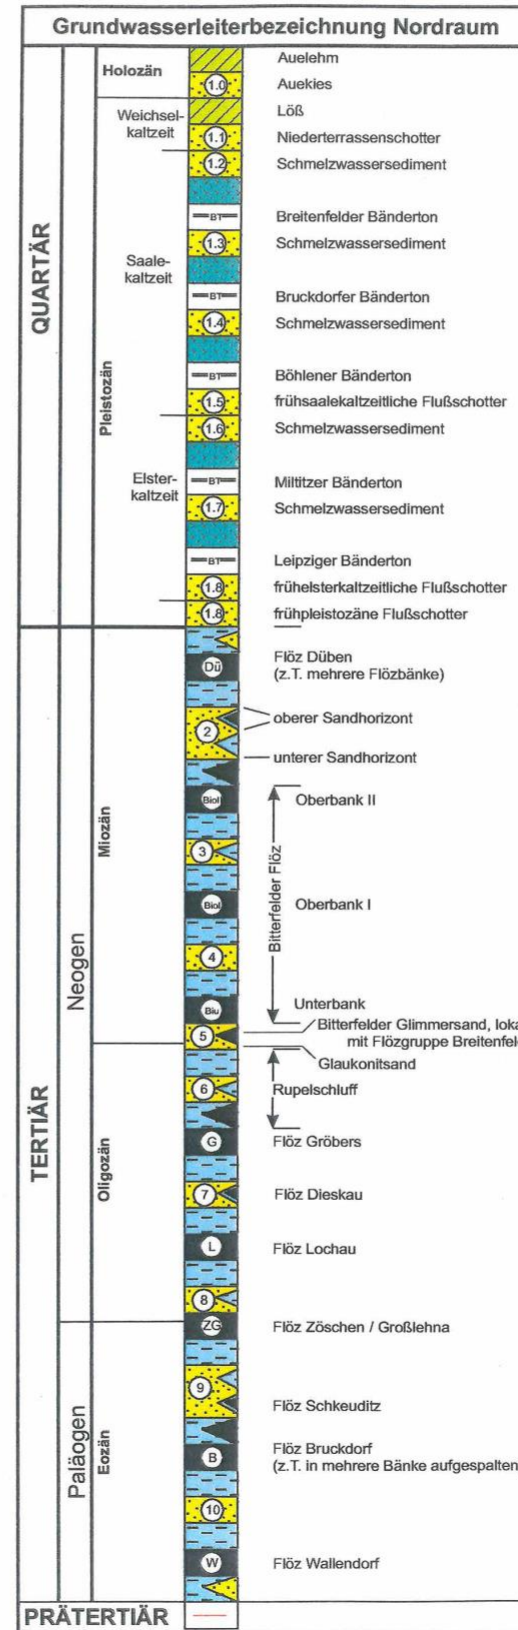 Grundwasserleiterbezeichnung Nordraum
QUARTÄR
Holozän
Auelehm
1.0 Auekies
Pleistozän
Weichsel-
kaltzeit
Löß
1.1 Niederterrassenschotter
1.2 Schmelzwassersediment
Saale-
kaltzeit
BT Breitenfelder Bänderton
1.3 Schmelzwassersediment
BT Bruckdorfer Bänderton
1.4 Schmelzwassersediment
BT Böhlener Bänderton
1.5 frühsaalekaltzeitliche Flußschotter
1.6 Schmelzwassersediment
Elster-
kaltzeit
BT Miltitzer Bänderton
1.7 Schmelzwassersediment
BT Leipziger Bänderton
1.8 frühelsterkaltzeitliche Flußschotter
1.8 frühpleistozäne Flußschotter
TERTIÄR
Neogen
Miozän
Dü Flöz Düben
(z.T. mehrere Flözbänke)
2 oberer Sandhorizont
unterer Sandhorizont
Bitterfelder Flöz
Oberbank II
3
Oberbank I
4
Biu Unterbank
5 Bitterfelder Glimmersand, loka
mit Flözgruppe Breitenfel
Glaukonitsand
Oligozän
6 Rupelschluff
G Flöz Gröbers
7 Flöz Dieskau
L Flöz Lochau
8
Paläogen
Eozän
ZG Flöz Zöschen / Großlehna
9
Flöz Schkeuditz
B Flöz Bruckdorf
(z.T. in mehrere Bänke aufgespalten
10
W Flöz Wallendorf
PRÄTERTIÄR